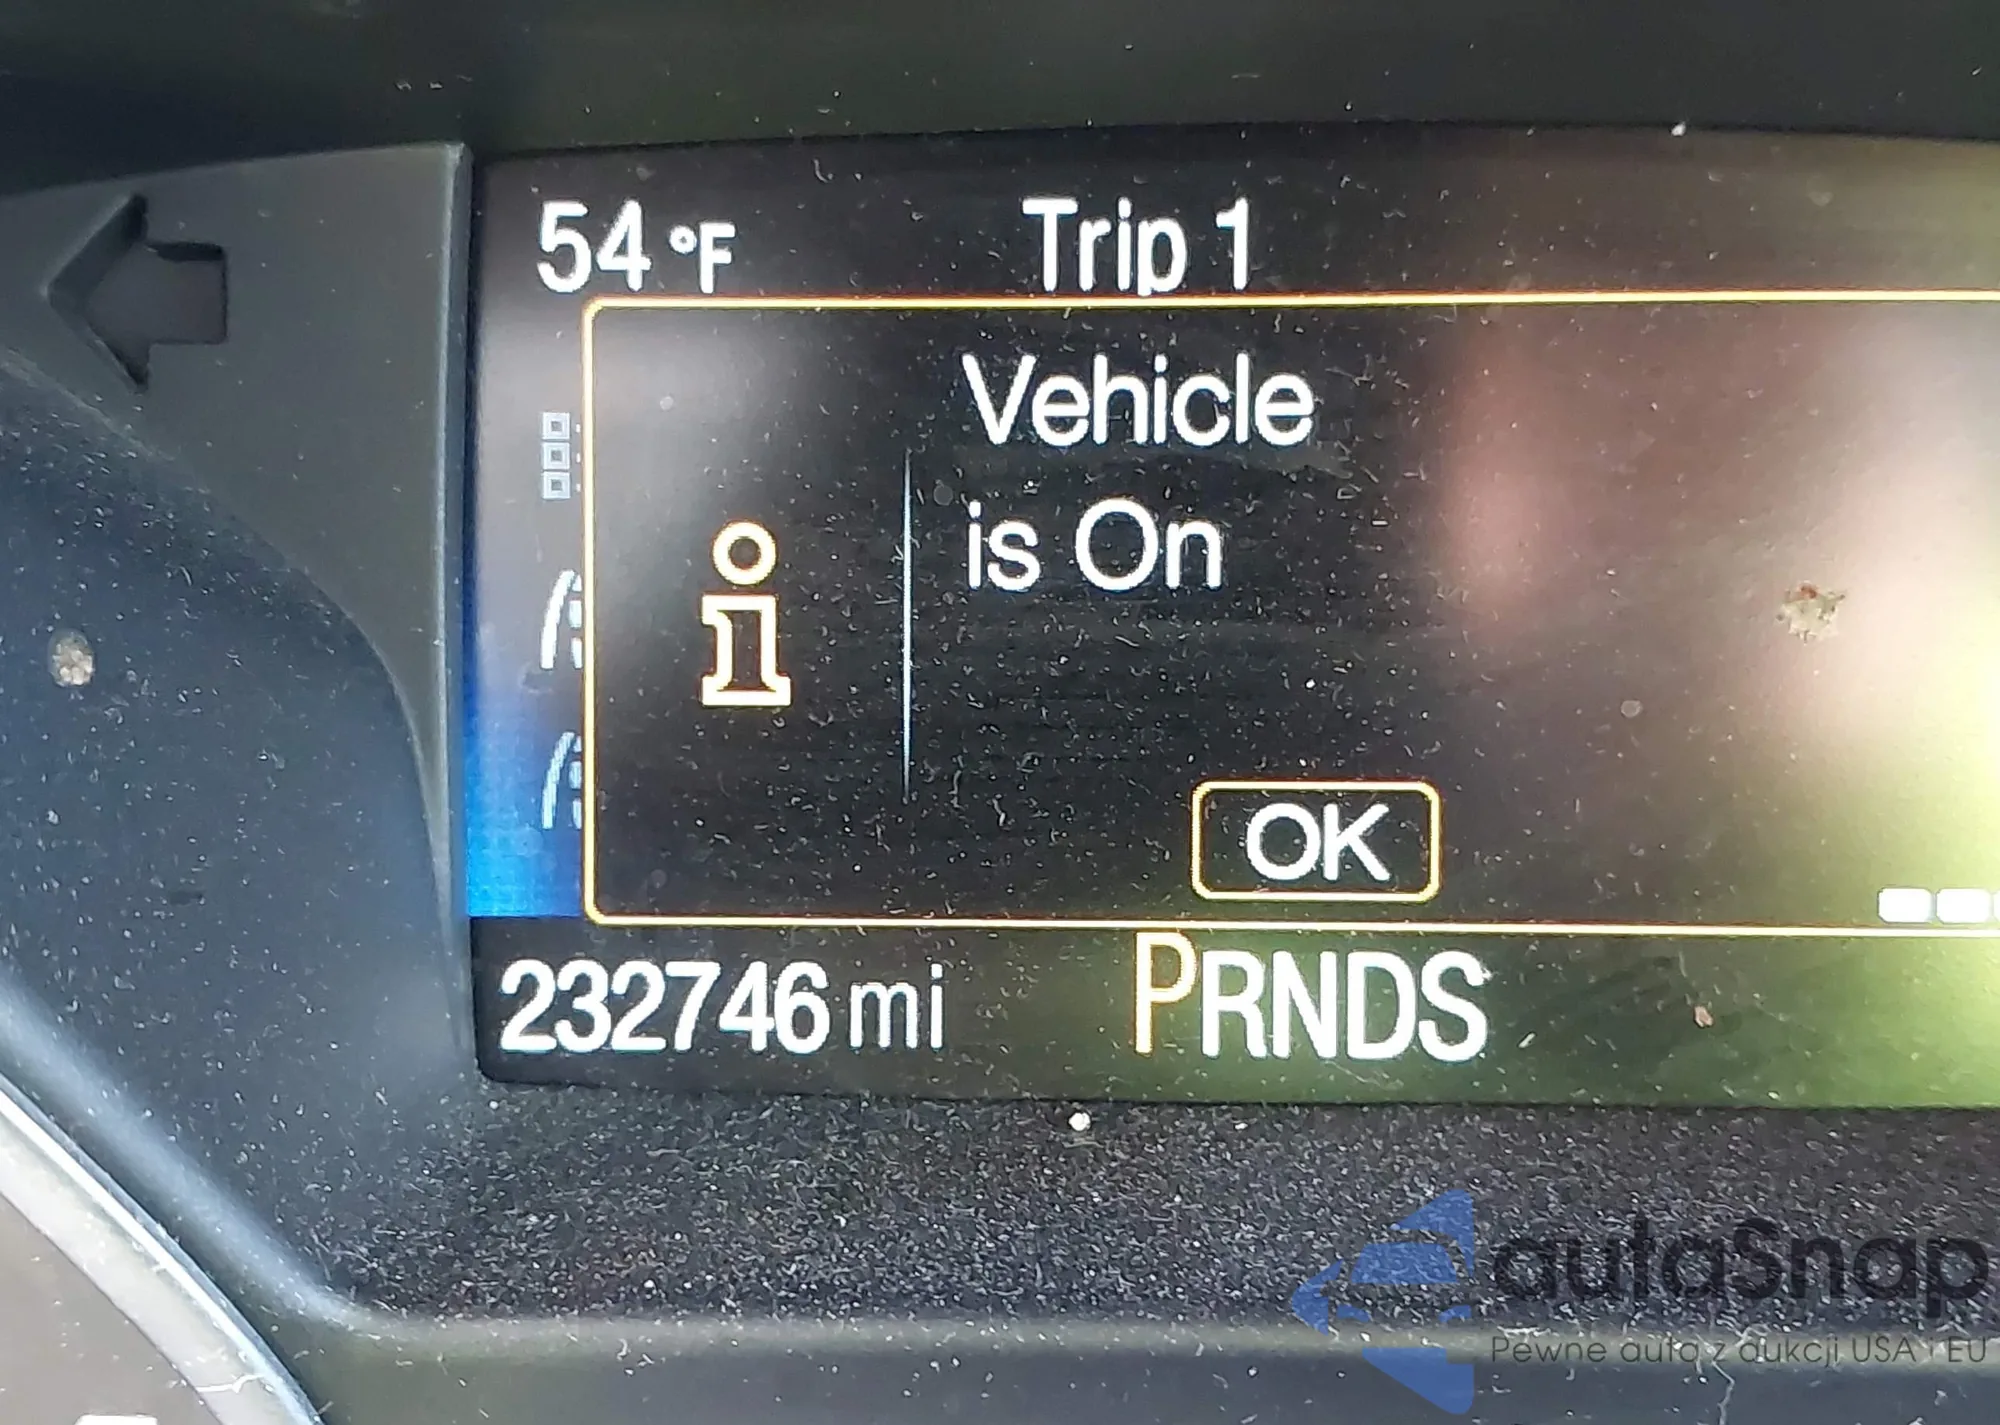 54 °F Trip 1
Vehicle
is On
OK
232746 mi PRNDS
autaSnap
Pewne auta z aukcji USA i EU